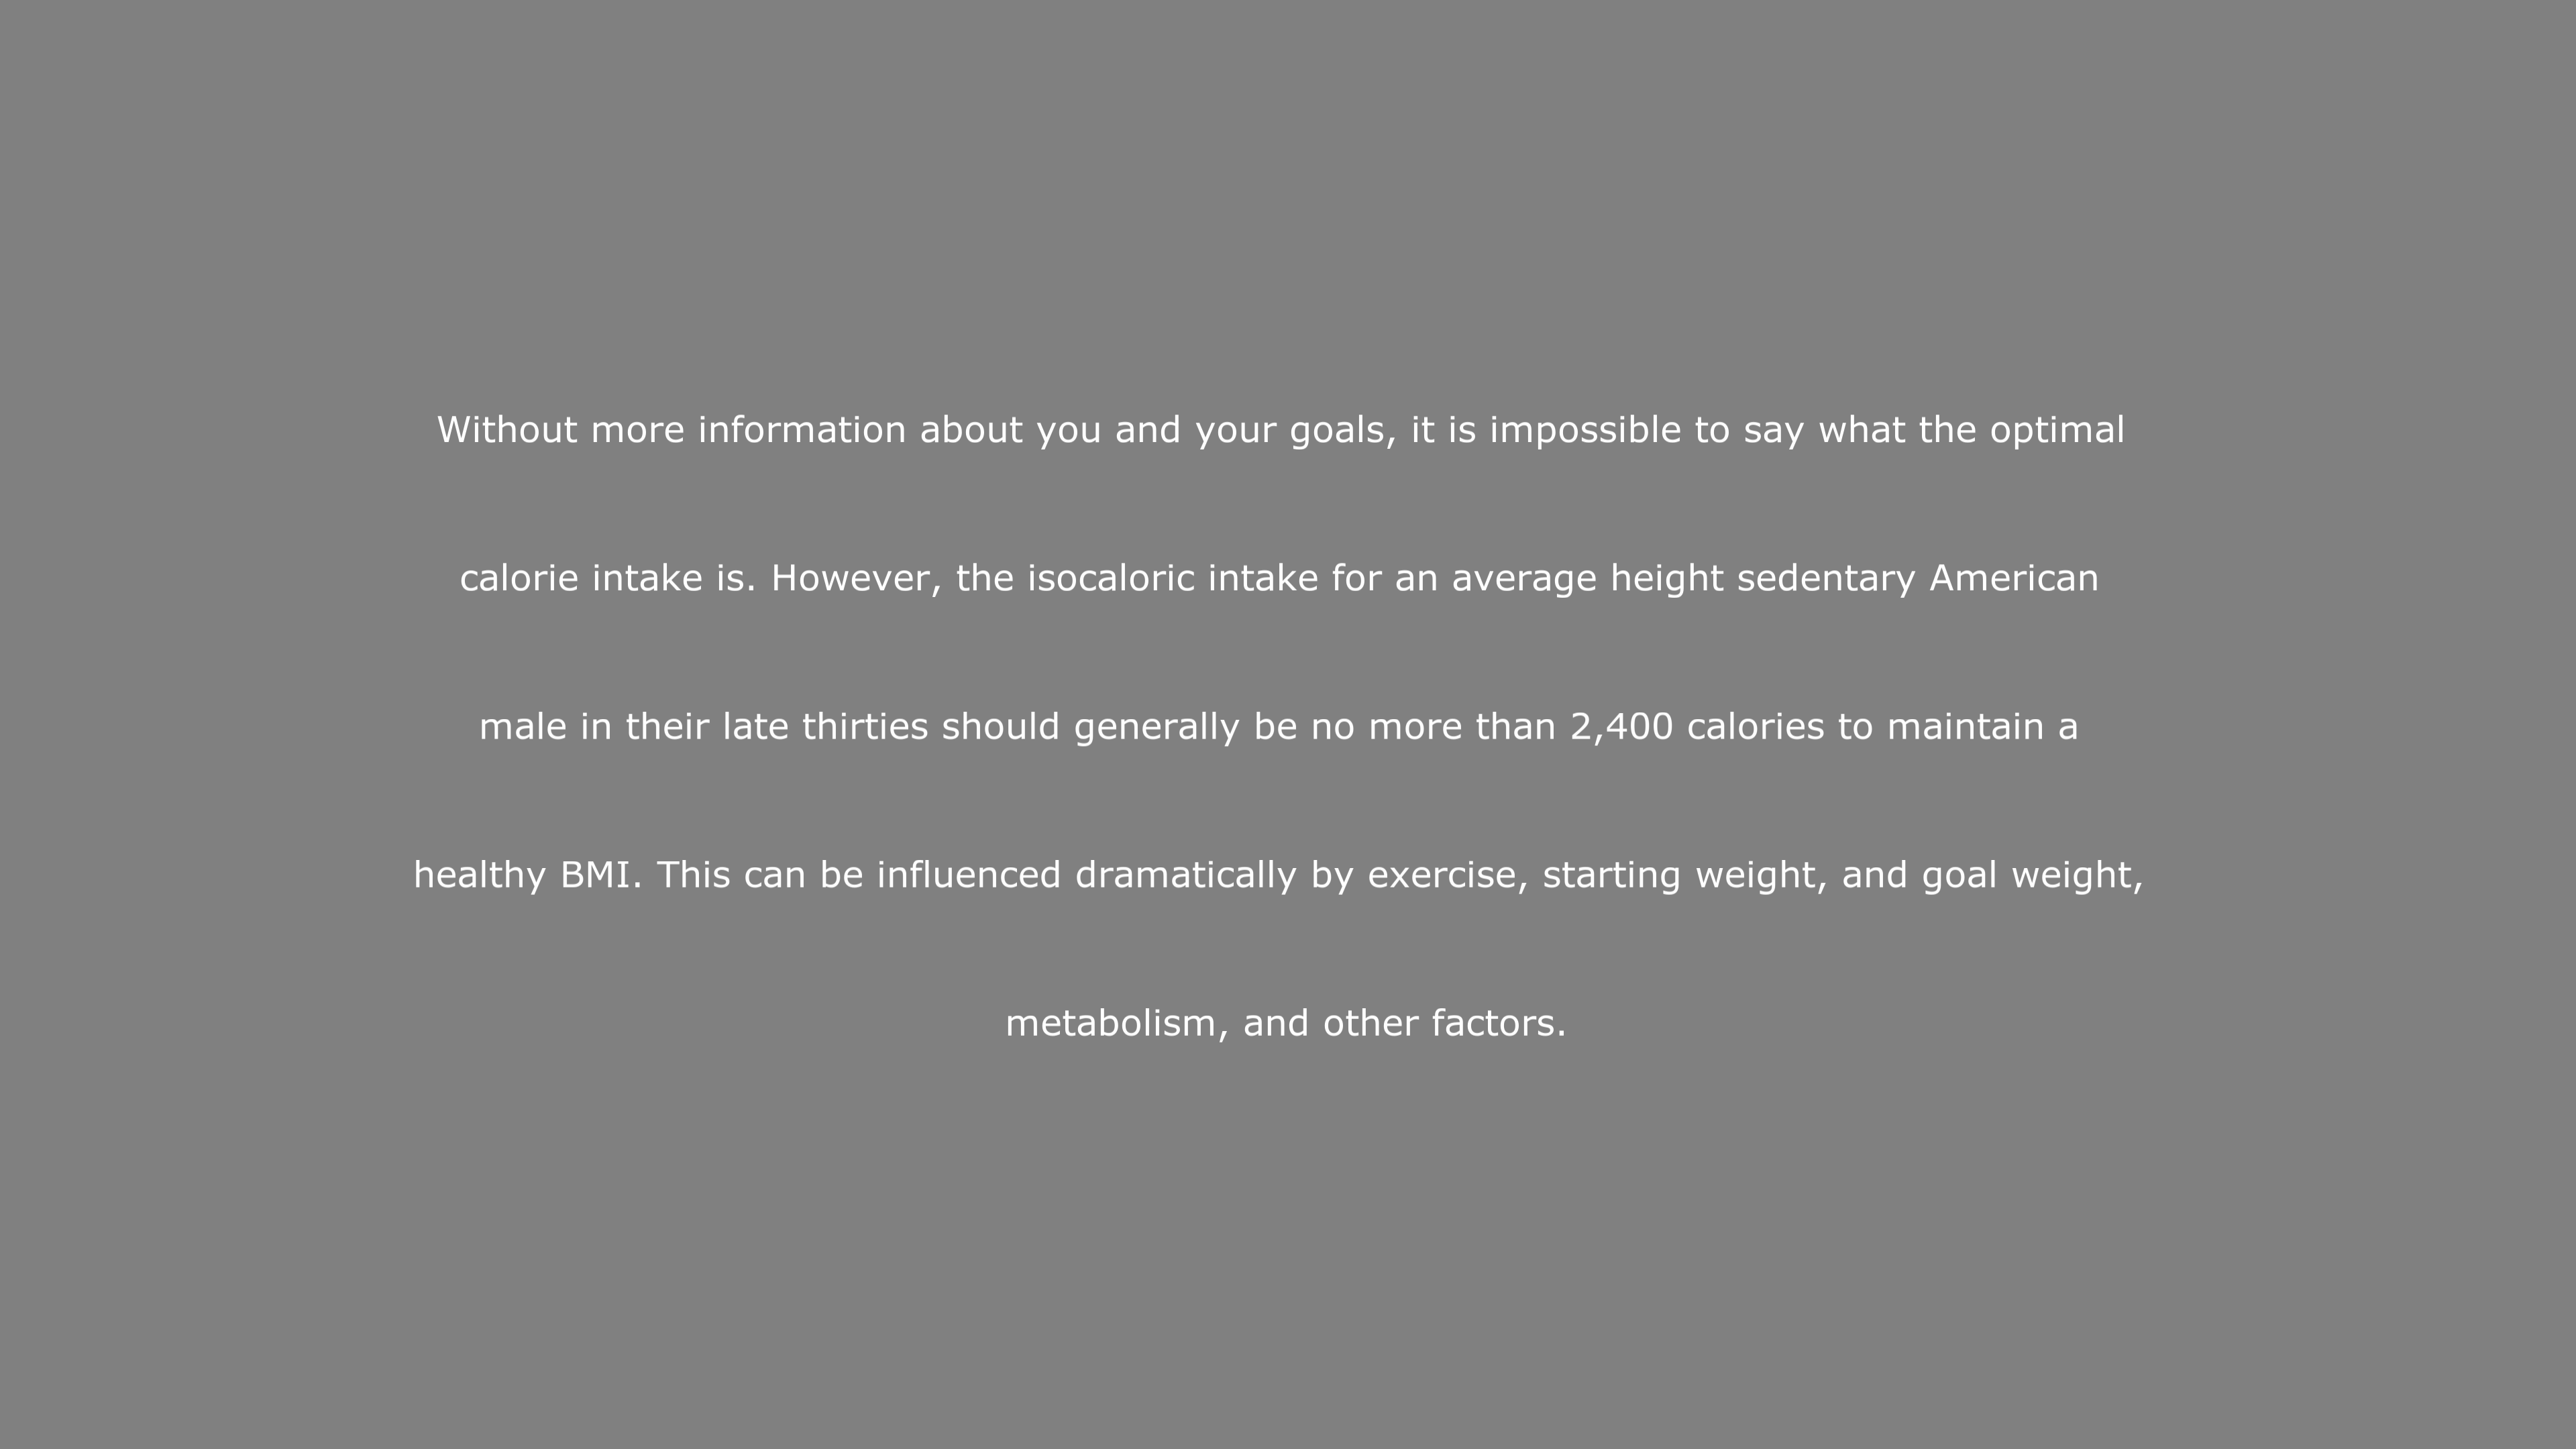 Without more information about you and your goals, it is impossible to say what the optimal
calorie intake is. However, the isocaloric intake for an average height sedentary American
male in their late thirties should generally be no more than 2,400 calories to maintain a
healthy BMI. This can be influenced dramatically by exercise, starting weight, and goal weight,
metabolism, and other factors.